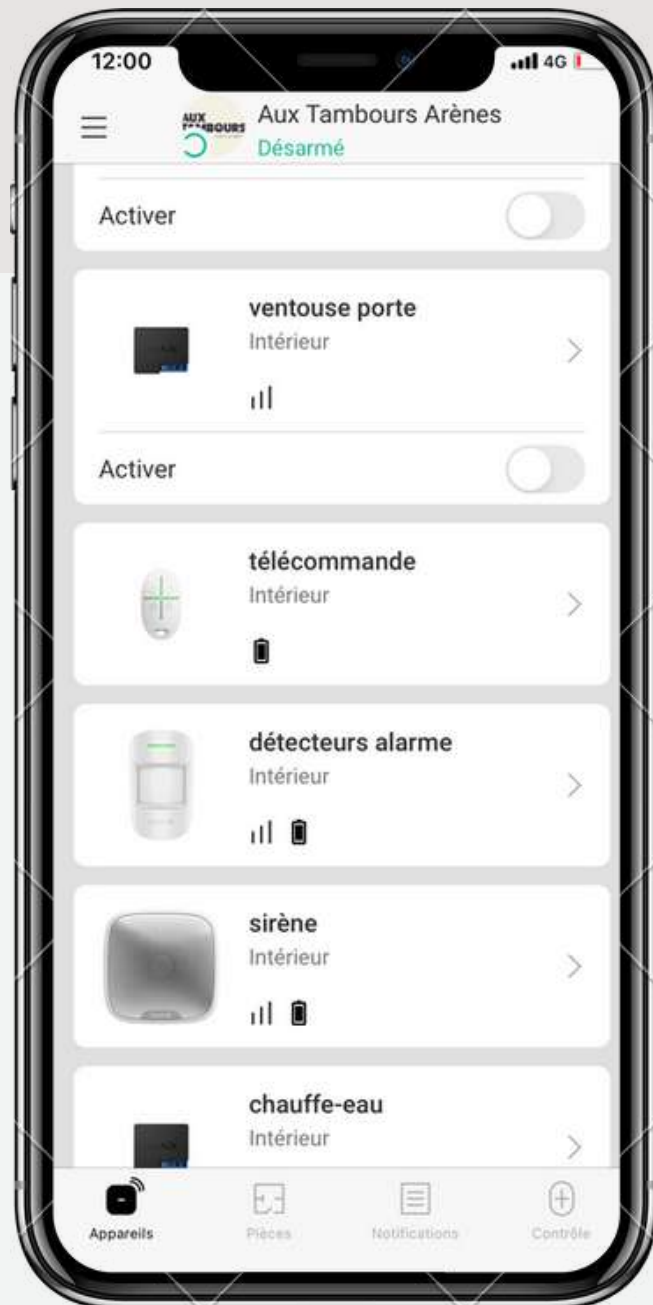 12:00
4G
AUX TAMBOURS
Aux Tambours Arènes
Désarmé
Activer
ventouse porte
Intérieur
Activer
télécommande
Intérieur
détecteurs alarme
Intérieur
sirène
Intérieur
chauffe-eau
Intérieur
Appareils
Pièces
Notifications
Contrôle